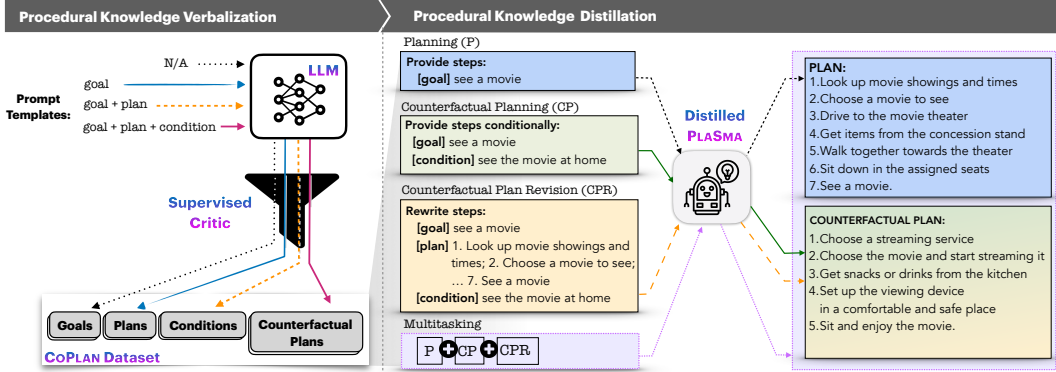 Procedural Knowledge Verbalization
Procedural Knowledge Distillation
N/A
goal
Prompt
Templates:
goal + plan
goal + plan + condition
LLM
Supervised
Critic
Goals
Plans
Conditions
Counterfactual
Plans
CoPlan Dataset
Planning (P)
Provide steps:
[goal] see a movie
Counterfactual Planning (CP)
Provide steps conditionally:
[goal] see a movie
[condition] see the movie at home
Counterfactual Plan Revision (CPR)
Rewrite steps:
[goal] see a movie
[plan] 1. Look up movie showings and
times; 2. Choose a movie to see;
... 7. See a movie
[condition] see the movie at home
Multitasking
P + CP + CPR
Distilled
PlaSma
PLAN:
1.Look up movie showings and times
2.Choose a movie to see
3.Drive to the movie theater
4.Get items from the concession stand
5.Walk together towards the theater
6.Sit down in the assigned seats
7.See a movie.
COUNTERFACTUAL PLAN:
1.Choose a streaming service
2.Choose the movie and start streaming it
3.Get snacks or drinks from the kitchen
4.Set up the viewing device
in a comfortable and safe place
5.Sit and enjoy the movie.